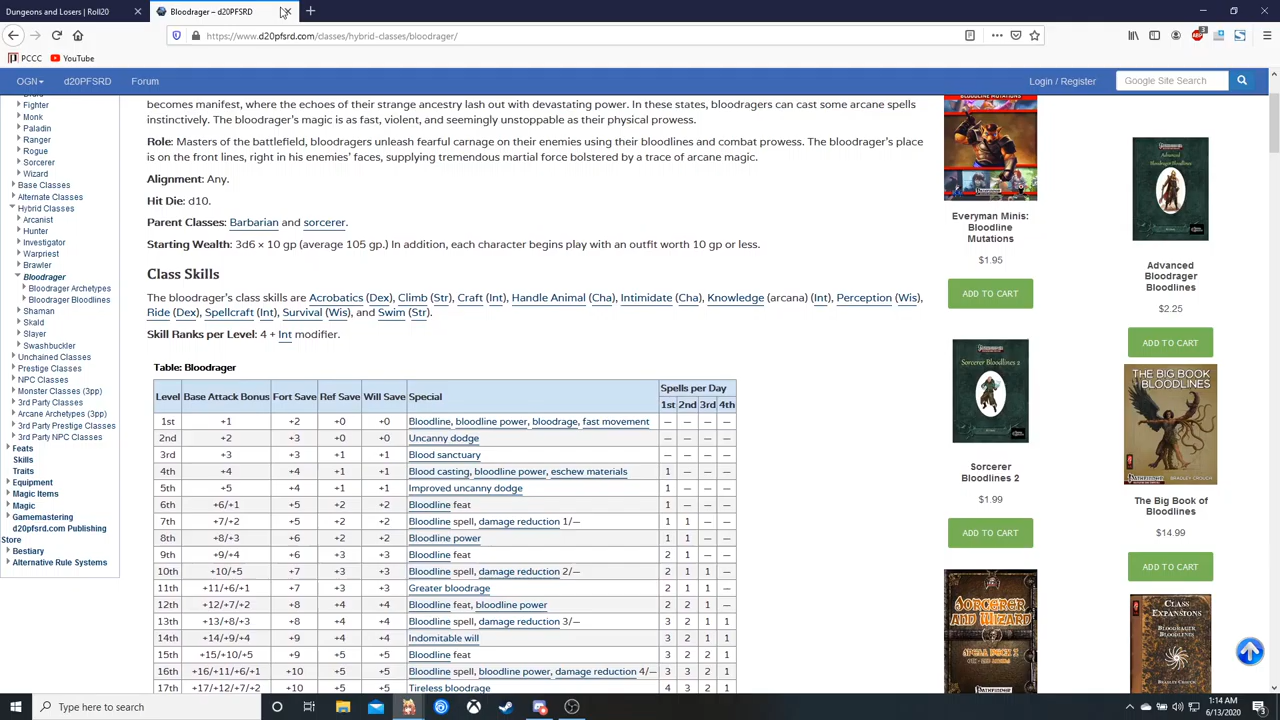 Dungeons and Losers | Roll20
Bloodrager – d20PFSRD
https://www.d20pfsrd.com/classes/hybrid-classes/bloodrager/
PCCC
YouTube
OGN
d20PFSRD
Forum
Login / Register
Google Site Search
Fighter
Monk
Paladin
Ranger
Rogue
Sorcerer
Wizard
Base Classes
Alternate Classes
Hybrid Classes
Arcanist
Hunter
Investigator
Warpriest
Brawler
Bloodrager
Bloodrager Archetypes
Bloodrager Bloodlines
Shaman
Skald
Slayer
Swashbuckler
Unchained Classes
Prestige Classes
NPC Classes
Monster Classes (3pp)
3rd Party Classes
Arcane Archetypes (3pp)
3rd Party Prestige Classes
3rd Party NPC Classes
Feats
Skills
Traits
Equipment
Magic Items
Magic
Gamemastering
d20pfsrd.com Publishing
Store
Bestiary
Alternative Rule Systems
becomes manifest, where the echoes of their strange ancestry lash out with devastating power. In these states, bloodragers can cast some arcane spells
instinctively. The bloodrager's magic is as fast, violent, and seemingly unstoppable as their physical prowess.
Role: Masters of the battlefield, bloodragers unleash fearful carnage on their enemies using their bloodlines and combat prowess. The bloodrager's place
is on the front lines, right in his enemies' faces, supplying tremendous martial force bolstered by a trace of arcane magic.
Alignment: Any.
Hit Die: d10.
Parent Classes: Barbarian and sorcerer.
Starting Wealth: 3d6 × 10 gp (average 105 gp.) In addition, each character begins play with an outfit worth 10 gp or less.
Class Skills
The bloodrager's class skill are Acrobatics (Dex), Climb (Str), Craft (Int), Handle Animal (Cha), Intimidate (Cha), Knowledge (arcana) (Int), Perception (Wis),
Ride (Dex), Spellcraft (Int), Survival (Wis), and Swim (Str).
Skill Ranks per Level: 4 + Int modifier.
Table: Bloodrager
Level Base Attack Bonus Fort Save Ref Save Will Save Special Spells per Day
1st 2nd 3rd 4th
1st +1 +2 +0 +0 Bloodline, bloodline power, bloodrage, fast movement — — — —
2nd +2 +3 +0 +0 Uncanny dodge — — — —
3rd +3 +3 +1 +1 Blood sanctuary — — — —
4th +4 +4 +1 +1 Blood casting, bloodline power, eschew materials 1 — — —
5th +5 +4 +1 +1 Improved uncanny dodge 1 — — —
6th +6/+1 +5 +2 +2 Bloodline feat 1 — — —
7th +7/+2 +5 +2 +2 Bloodline spell, damage reduction 1/— 1 1 — —
8th +8/+3 +6 +2 +2 Bloodline power 1 1 — —
9th +9/+4 +6 +3 +3 Bloodline feat 2 1 — —
10th +10/+5 +7 +3 +3 Bloodline spell, damage reduction 2/— 2 1 1 —
11th +11/+6/+1 +7 +3 +3 Greater bloodrage 2 1 1 —
12th +12/+7/+2 +8 +4 +4 Bloodline feat, bloodline power 2 2 1 —
13th +13/+8/+3 +8 +4 +4 Bloodline spell, damage reduction 3/— 3 2 1 1
14th +14/+9/+4 +9 +4 +4 Indomitable will 3 2 1 1
15th +15/+10/+5 +9 +5 +5 Bloodline feat 3 2 2 1
16th +16/+11/+6/+1 +10 +5 +5 Bloodline spell, bloodline power, damage reduction 4/— 3 3 2 1
17th +17/+12/+7/+2 +10 +5 +5 Tireless bloodrage 4 3 2 1
Everyman Minis:
Bloodline
Mutations
$1.95
ADD TO CART
Sorcerer Bloodlines 2
Sorcerer
Bloodlines 2
$1.99
ADD TO CART
SORCERER
AND WIZARD
Advanced
Bloodrager
Bloodlines
$2.25
ADD TO CART
THE BIG BOOK
BLOODLINES
BRADLEY CROUCH
The Big Book of
Bloodlines
$14.99
ADD TO CART
CLASS
EXPANSIONS
BLOODRAGER
BLOODLINES
BRADLEY CROUCH
Type here to search
1:14 AM
6/13/2020